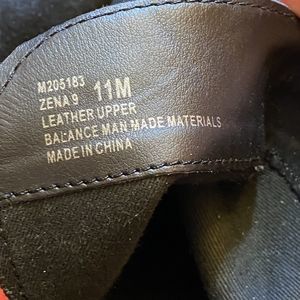 M205183
ZENA 9 11M
LEATHER UPPER
BALANCE MAN MADE MATERIALS
MADE IN CHINA